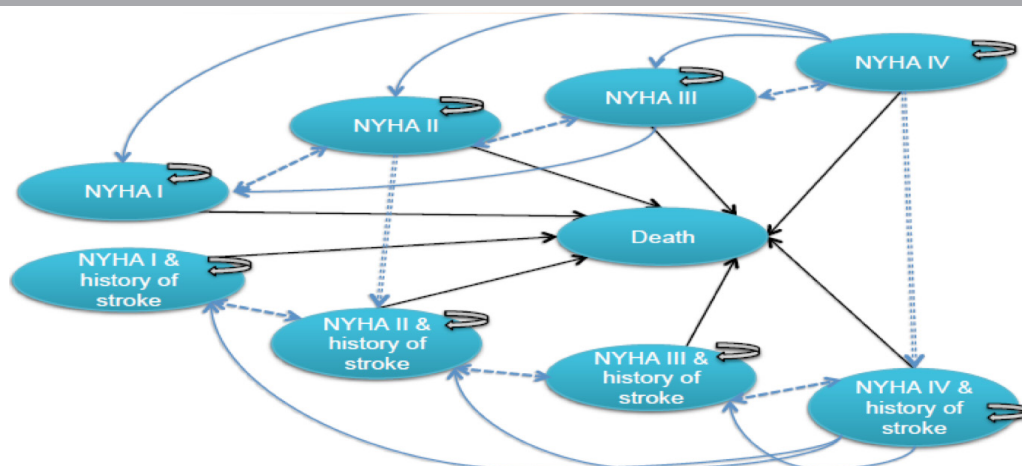 NYHA IV
NYHA III
NYHA II
NYHA I
Death
NYHA I &
history of
stroke
NYHA II &
history of
stroke
NYHA III &
history of
stroke
NYHA IV &
history of
stroke